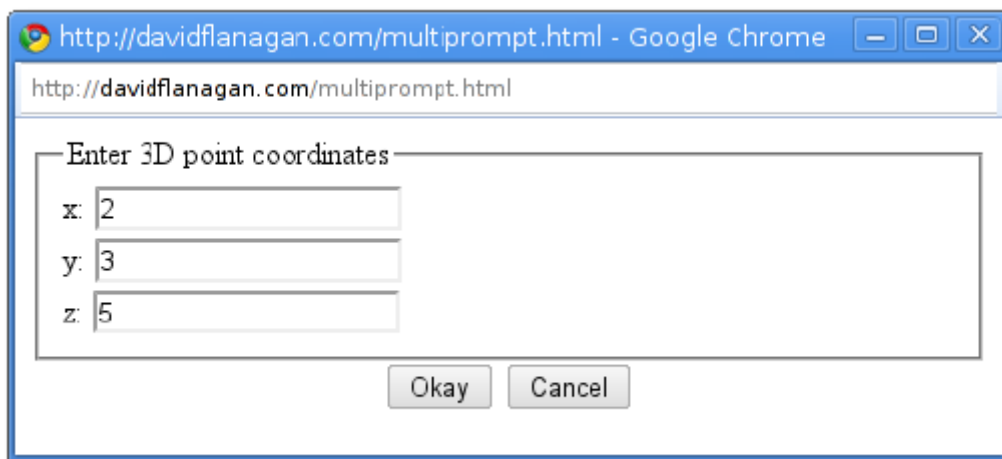 http://davidflanagan.com/multiprompt.html - Google Chrome
http://davidflanagan.com/multiprompt.html
Enter 3D point coordinates
x: 2
y: 3
z: 5
Okay Cancel